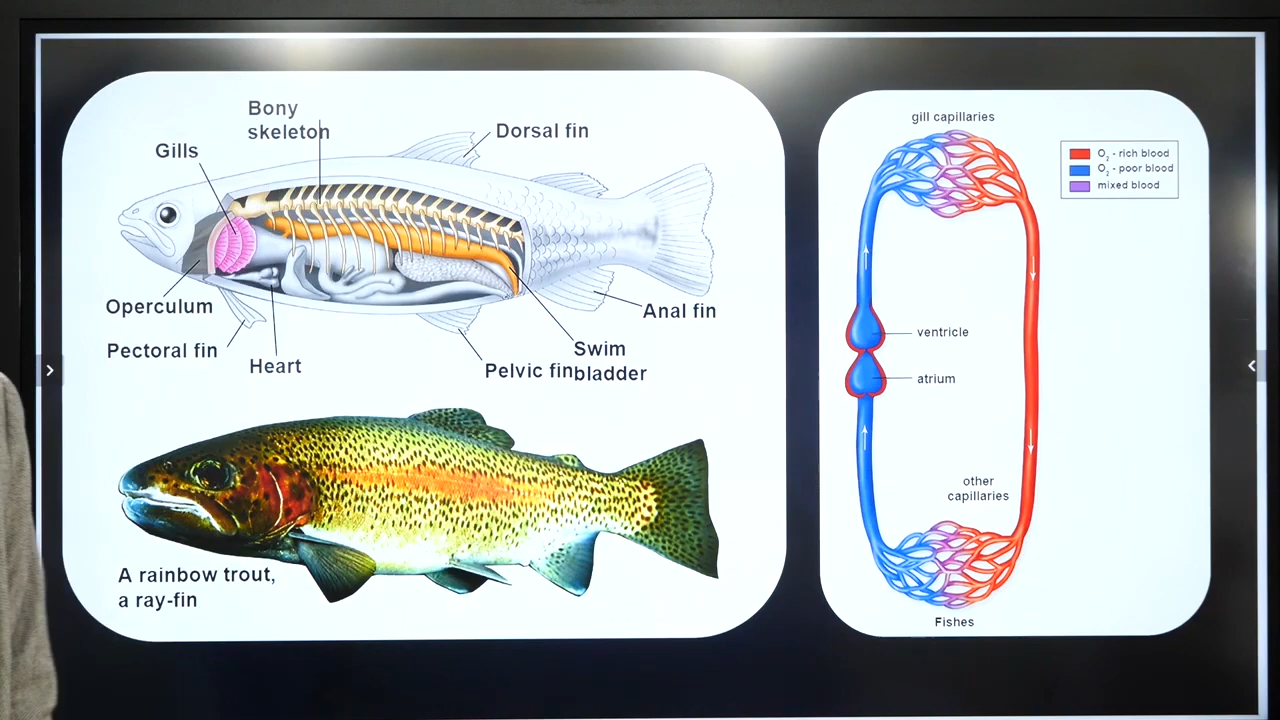 Bony
skeleton
Dorsal fin
Gills
Operculum
Anal fin
Pectoral fin
Heart
Pelvic fin
Swim
bladder
A rainbow trout,
a ray-fin
gill capillaries
O2 - rich blood
O2 - poor blood
mixed blood
ventricle
atrium
other
capillaries
Fishes